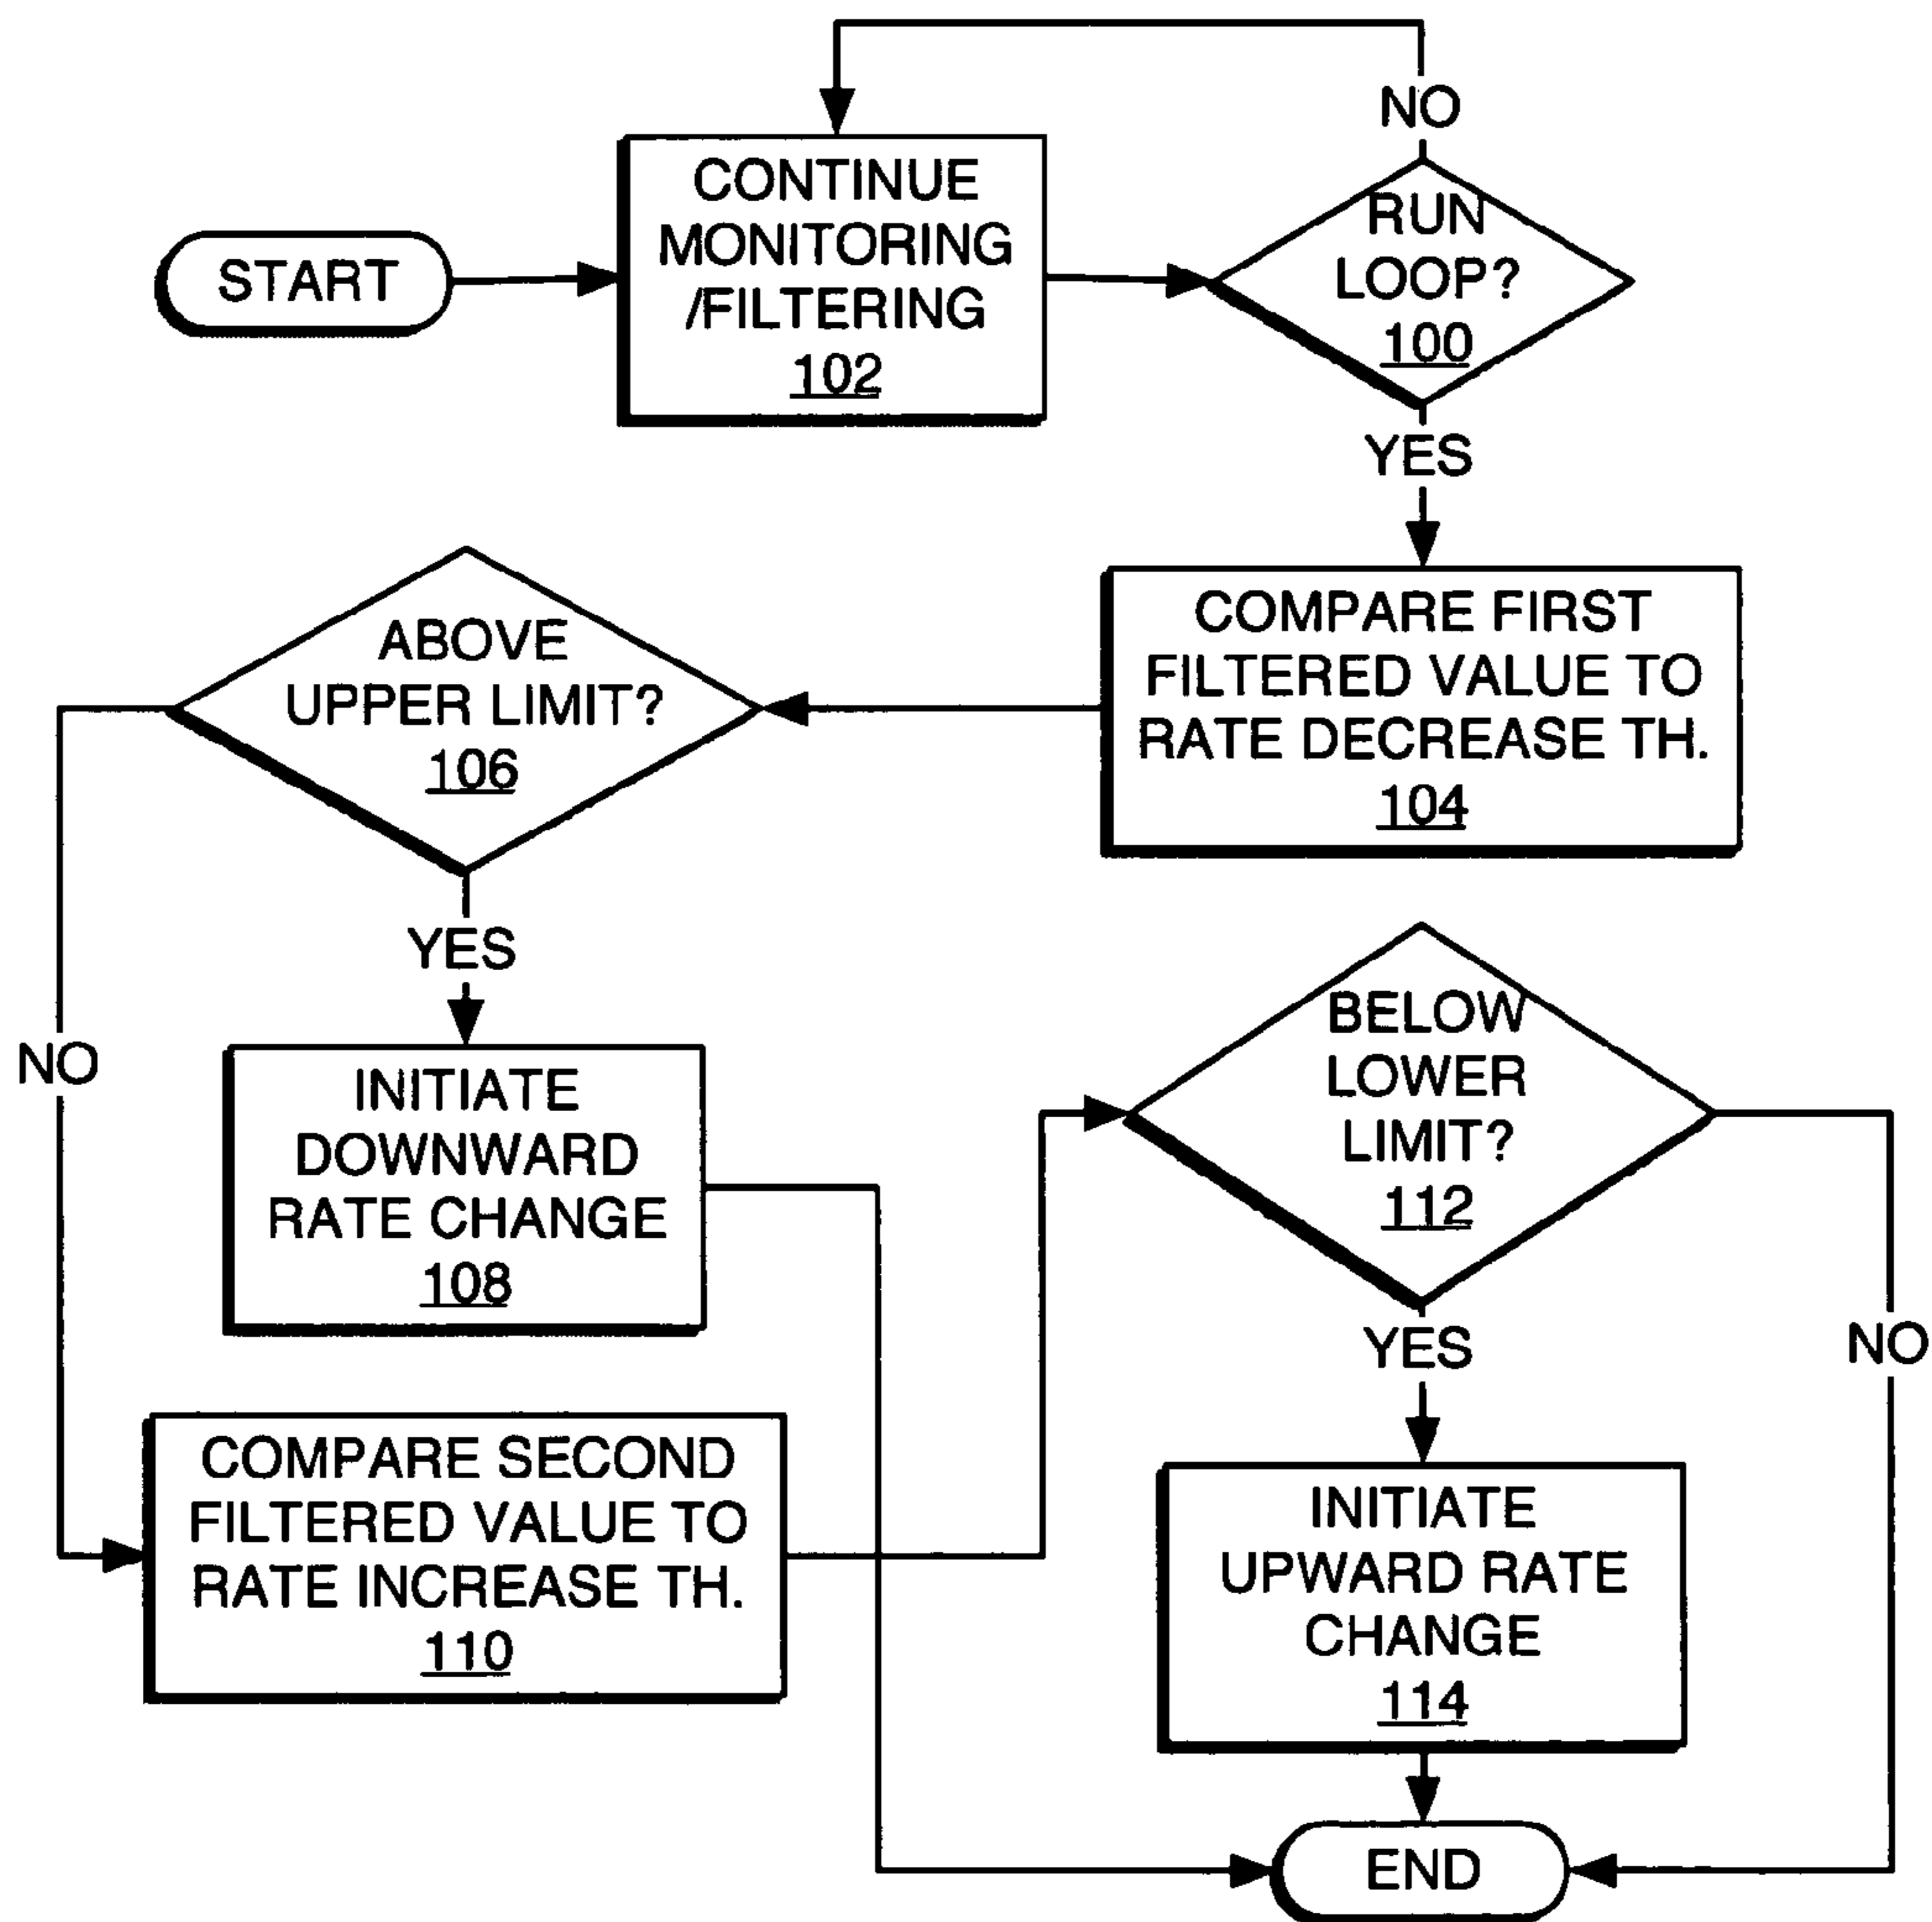 START
CONTINUE
MONITORING
/FILTERING
102
NO
RUN
LOOP?
100
YES
COMPARE FIRST
FILTERED VALUE TO
RATE DECREASE TH.
104
ABOVE
UPPER LIMIT?
106
YES
NO
INITIATE
DOWNWARD
RATE CHANGE
108
COMPARE SECOND
FILTERED VALUE TO
RATE INCREASE TH.
110
BELOW
LOWER
LIMIT?
112
YES
NO
INITIATE
UPWARD RATE
CHANGE
114
END